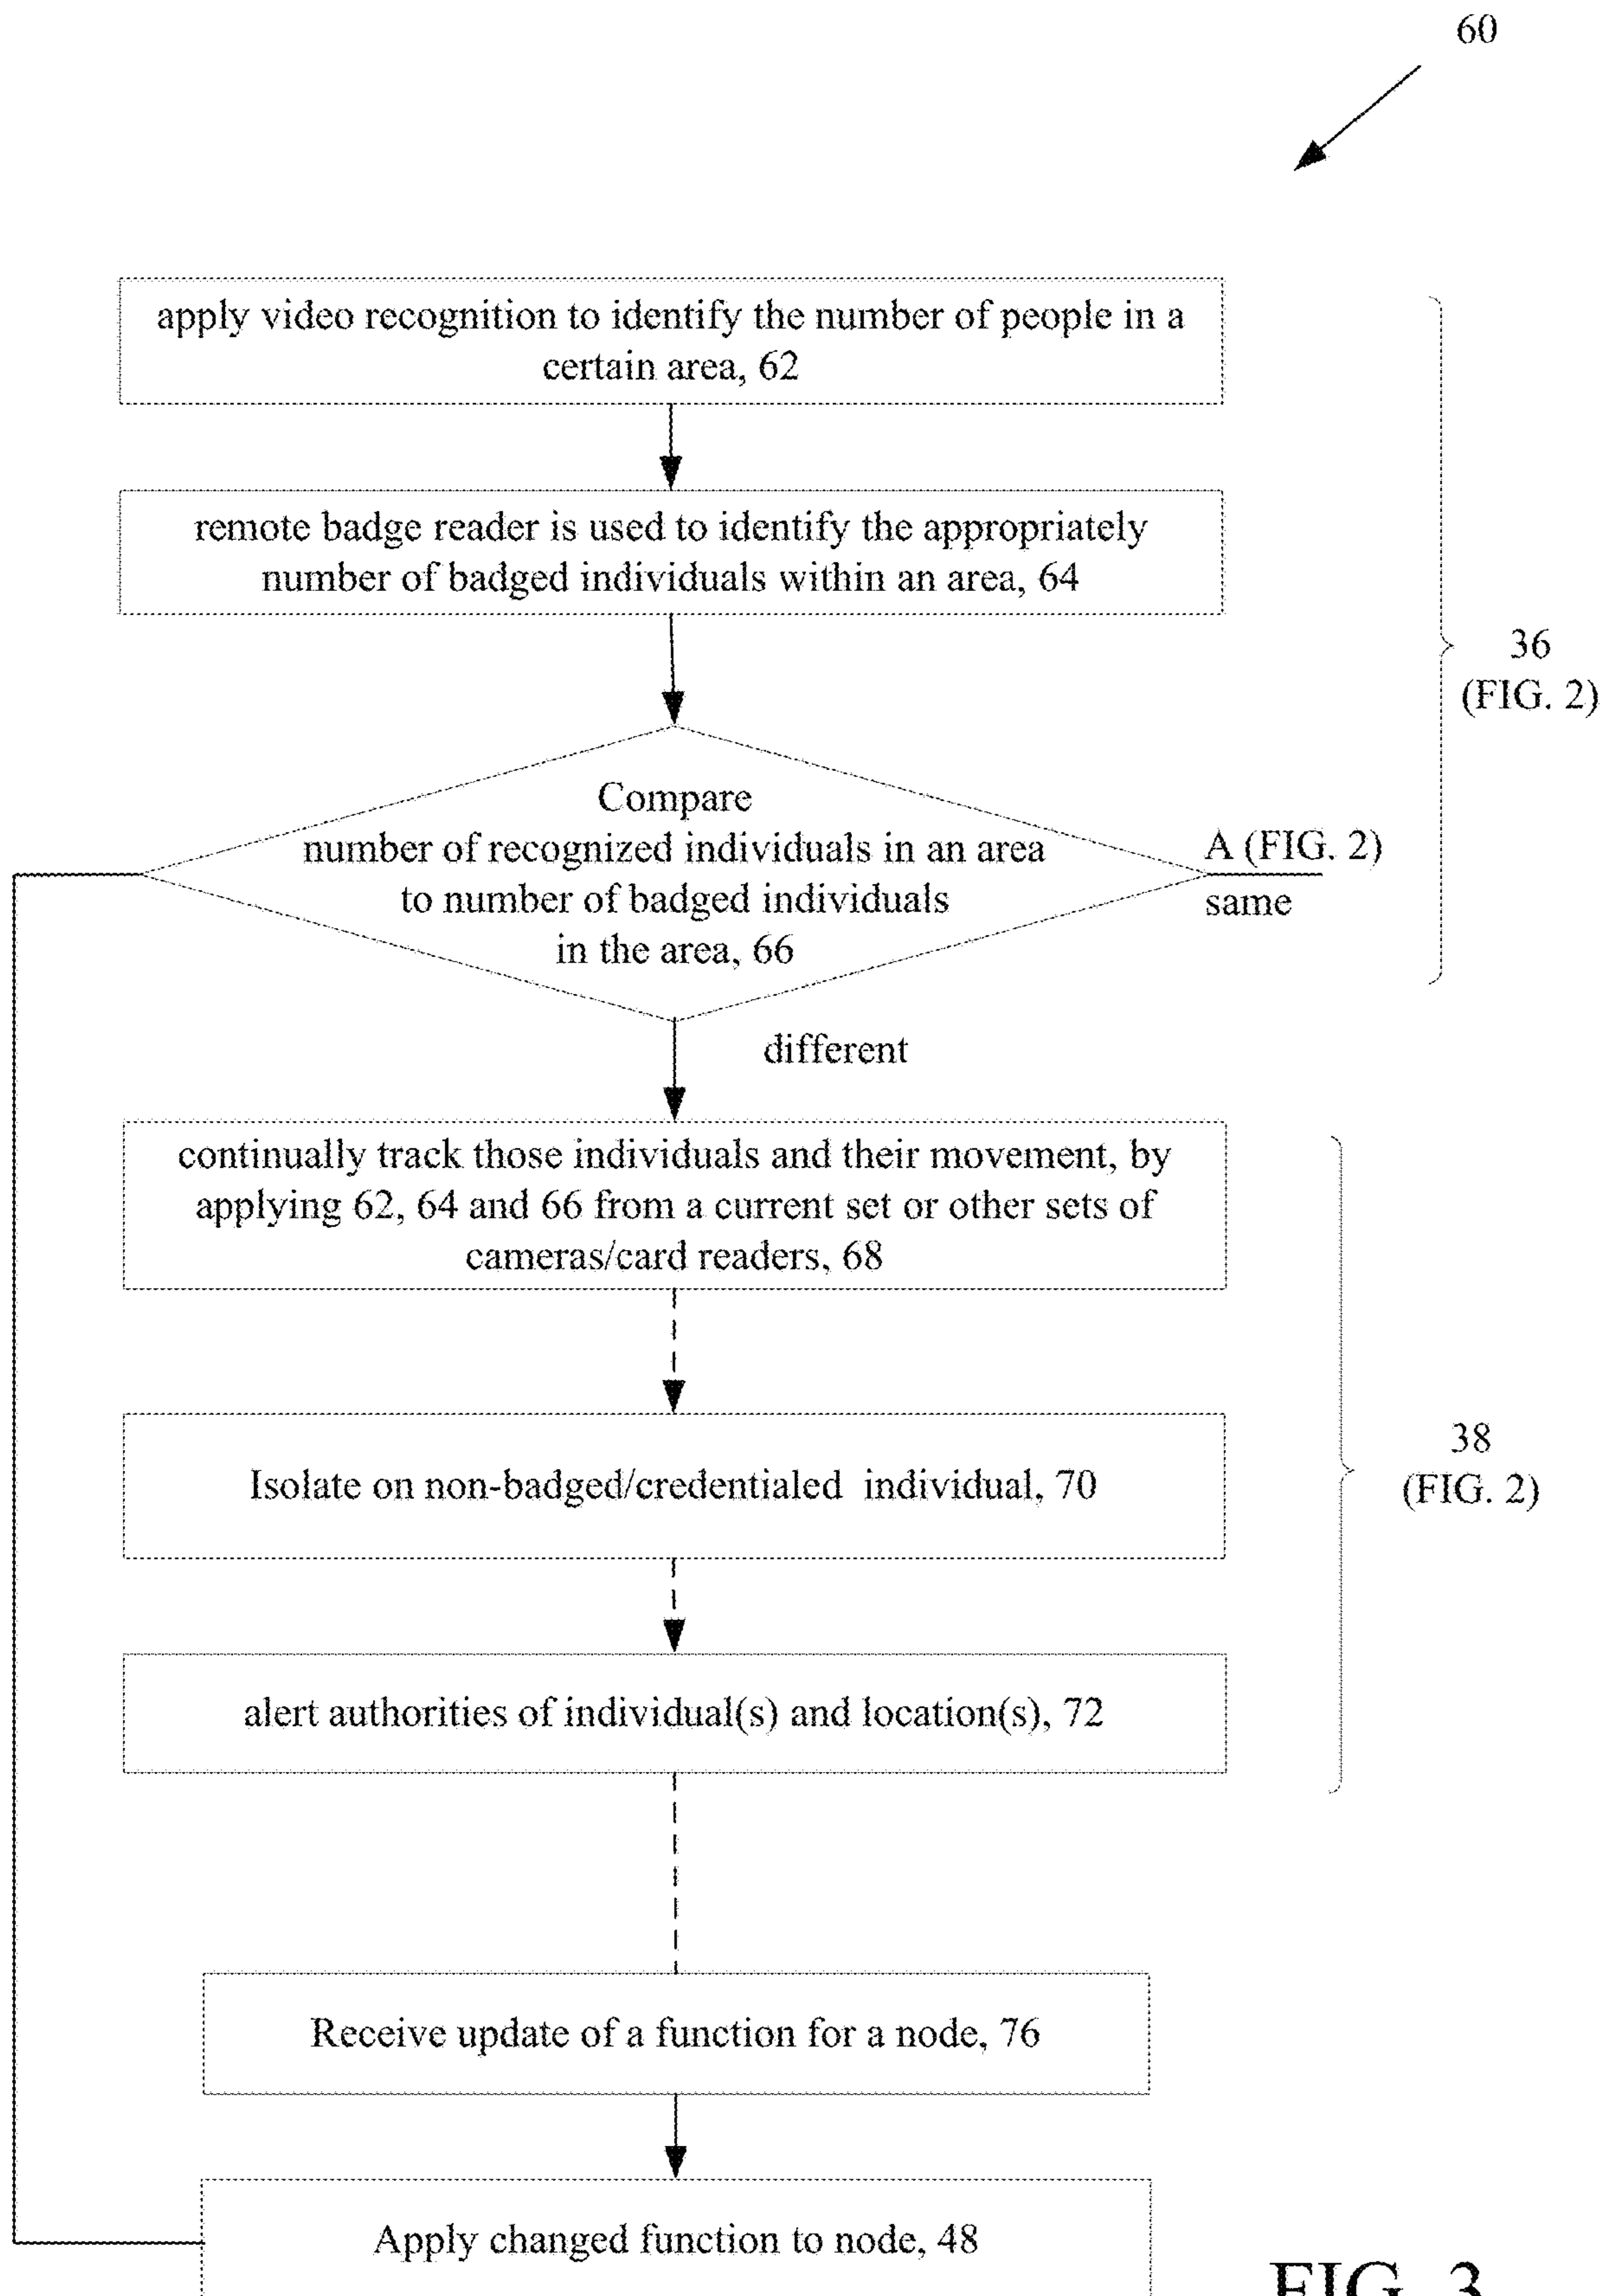 60
apply video recognition to identify the number of people in a
certain area, 62
remote badge reader is used to identify the appropriately
number of badged individuals within an area, 64
36
(FIG. 2)
Compare
number of recognized individuals in an area
to number of badged individuals
in the area, 66
A (FIG. 2)
same
different
continually track those individuals and their movement, by
applying 62, 64 and 66 from a current set or other sets of
cameras/card readers, 68
Isolate on non-badged/credentialed individual, 70
38
(FIG. 2)
alert authorities of individual(s) and location(s), 72
Receive update of a function for a node, 76
Apply changed function to node, 48
FIG. 3